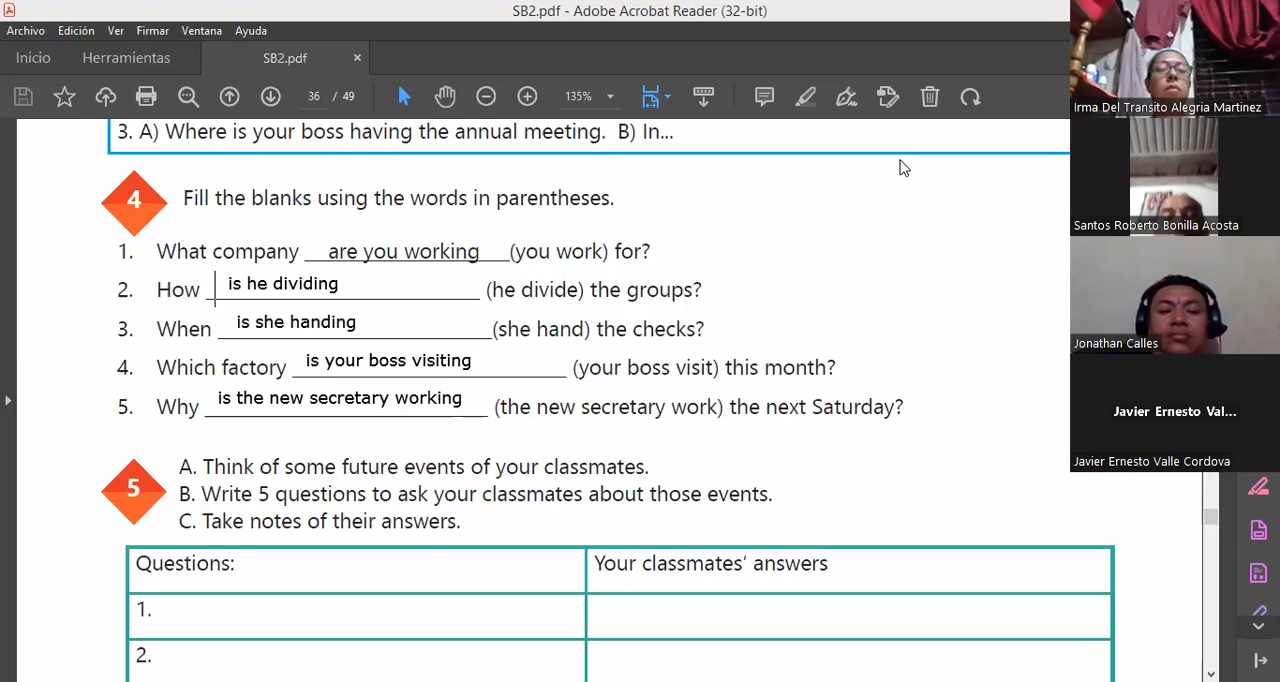 SB2.pdf - Adobe Acrobat Reader (32-bit)
Archivo Edición Ver Firmar Ventana Ayuda
Inicio Herramientas SB2.pdf ×
36 / 49 135%
3. A) Where is your boss having the annual meeting. B) In...
4 Fill the blanks using the words in parentheses.
1. What company are you working (you work) for?
2. How is he dividing (he divide) the groups?
3. When is she handing (she hand) the checks?
4. Which factory is your boss visiting (your boss visit) this month?
5. Why is the new secretary working (the new secretary work) the next Saturday?
5 A. Think of some future events of your classmates.
B. Write 5 questions to ask your classmates about those events.
C. Take notes of their answers.
Questions: Your classmates' answers
1.
2.
Irma Del Transito Alegria Martinez
Santos Roberto Bonilla Acosta
Jonathan Calles
Javier Ernesto Val...
Javier Ernesto Valle Cordova